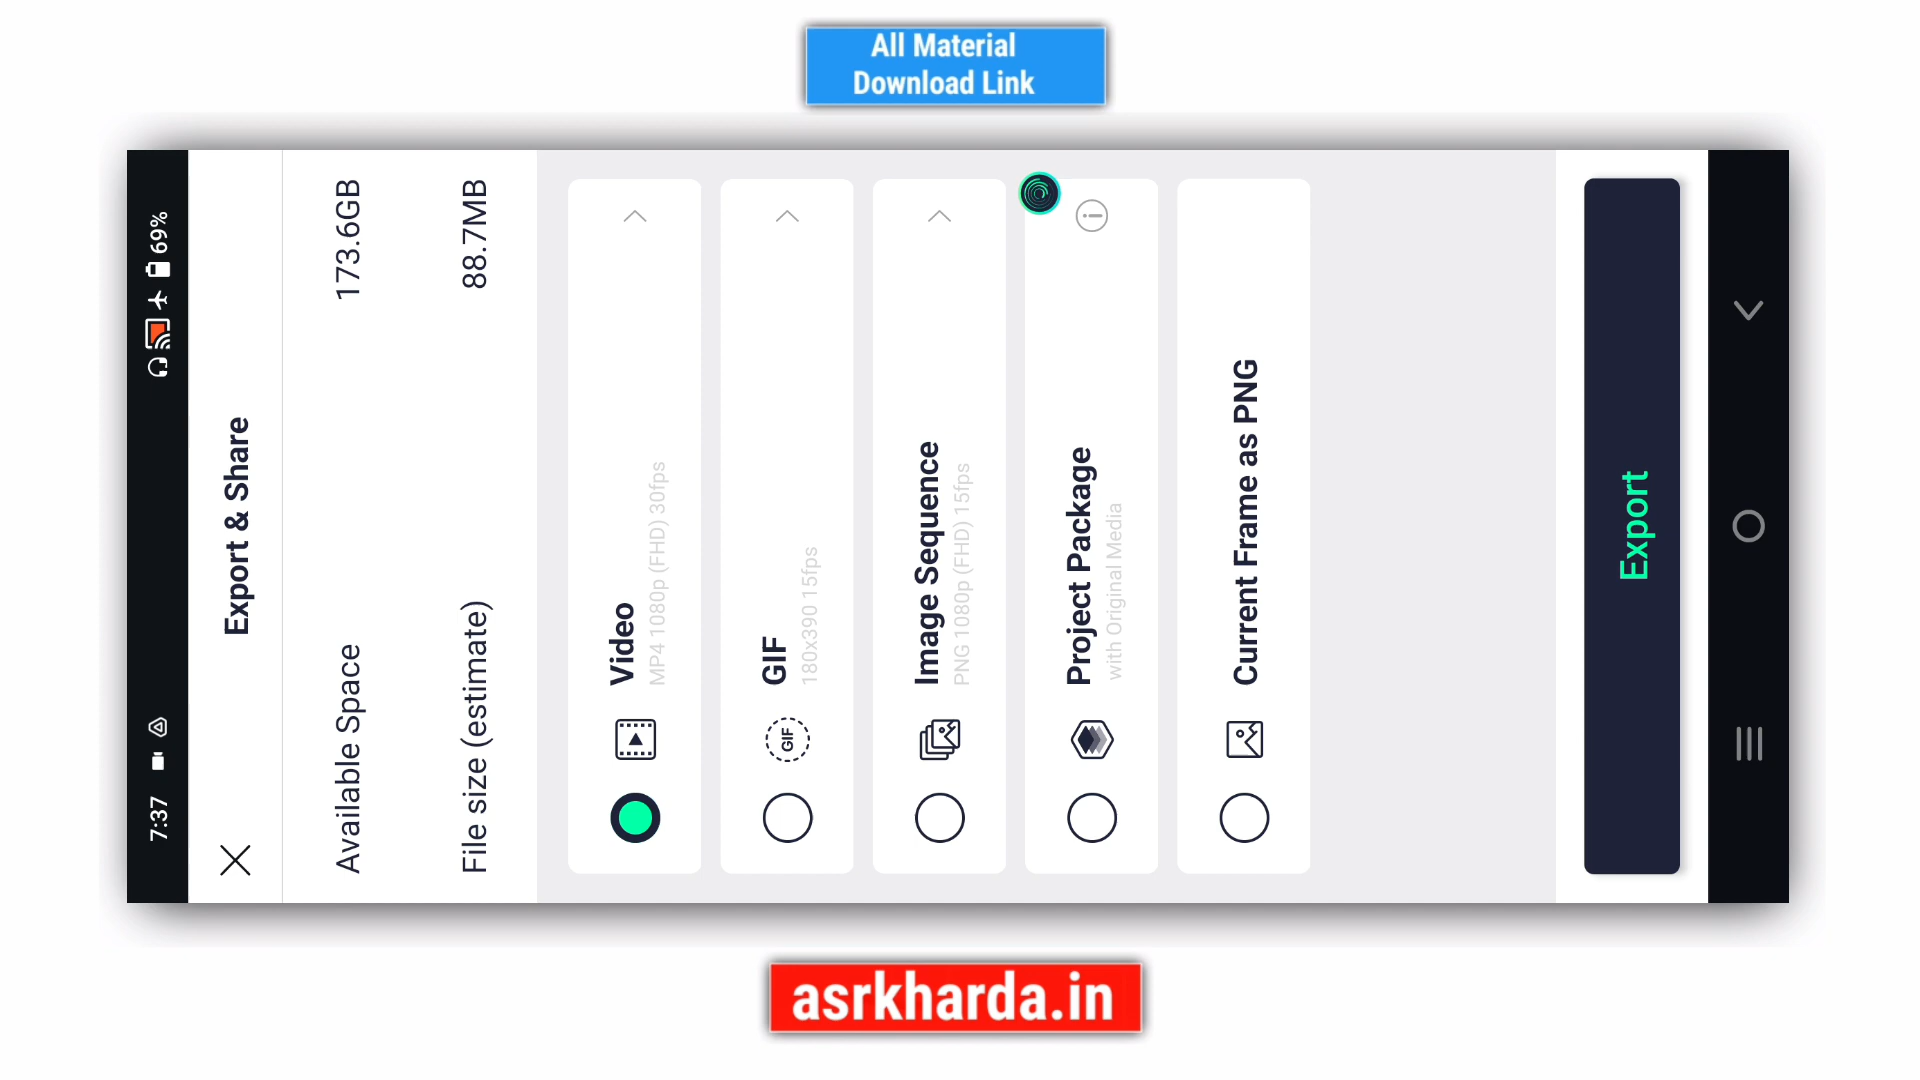 All Material
Download Link
7:37
69%
Export & Share
Available Space 173.6GB
File size (estimate) 88.7MB
Video
MP4 1080p (FHD) 30fps
GIF
GIF
180x390 15fps
Image Sequence
PNG 1080p (FHD) 15fps
Project Package
with Original Media
Current Frame as PNG
Export
asrkharda.in